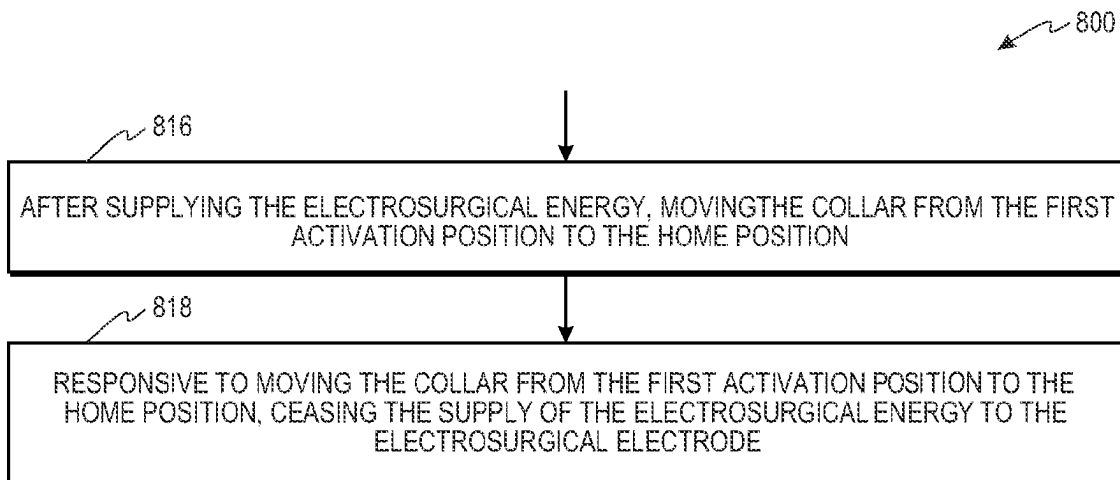 800
816
AFTER SUPPLYING THE ELECTROSURGICAL ENERGY, MOVINGTHE COLLAR FROM THE FIRST
ACTIVATION POSITION TO THE HOME POSITION
818
RESPONSIVE TO MOVING THE COLLAR FROM THE FIRST ACTIVATION POSITION TO THE
HOME POSITION, CEASING THE SUPPLY OF THE ELECTROSURGICAL ENERGY TO THE
ELECTROSURGICAL ELECTRODE